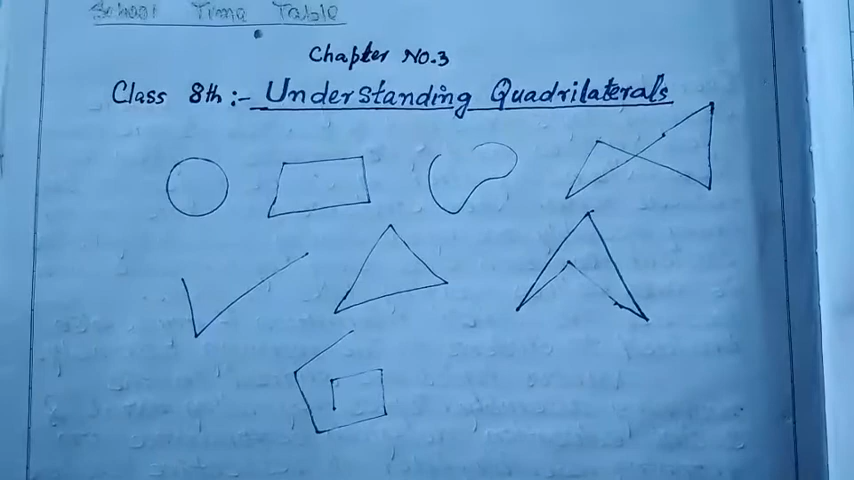 School Time Table
Chapter No.3
Class 8th :- Understanding Quadrilaterals